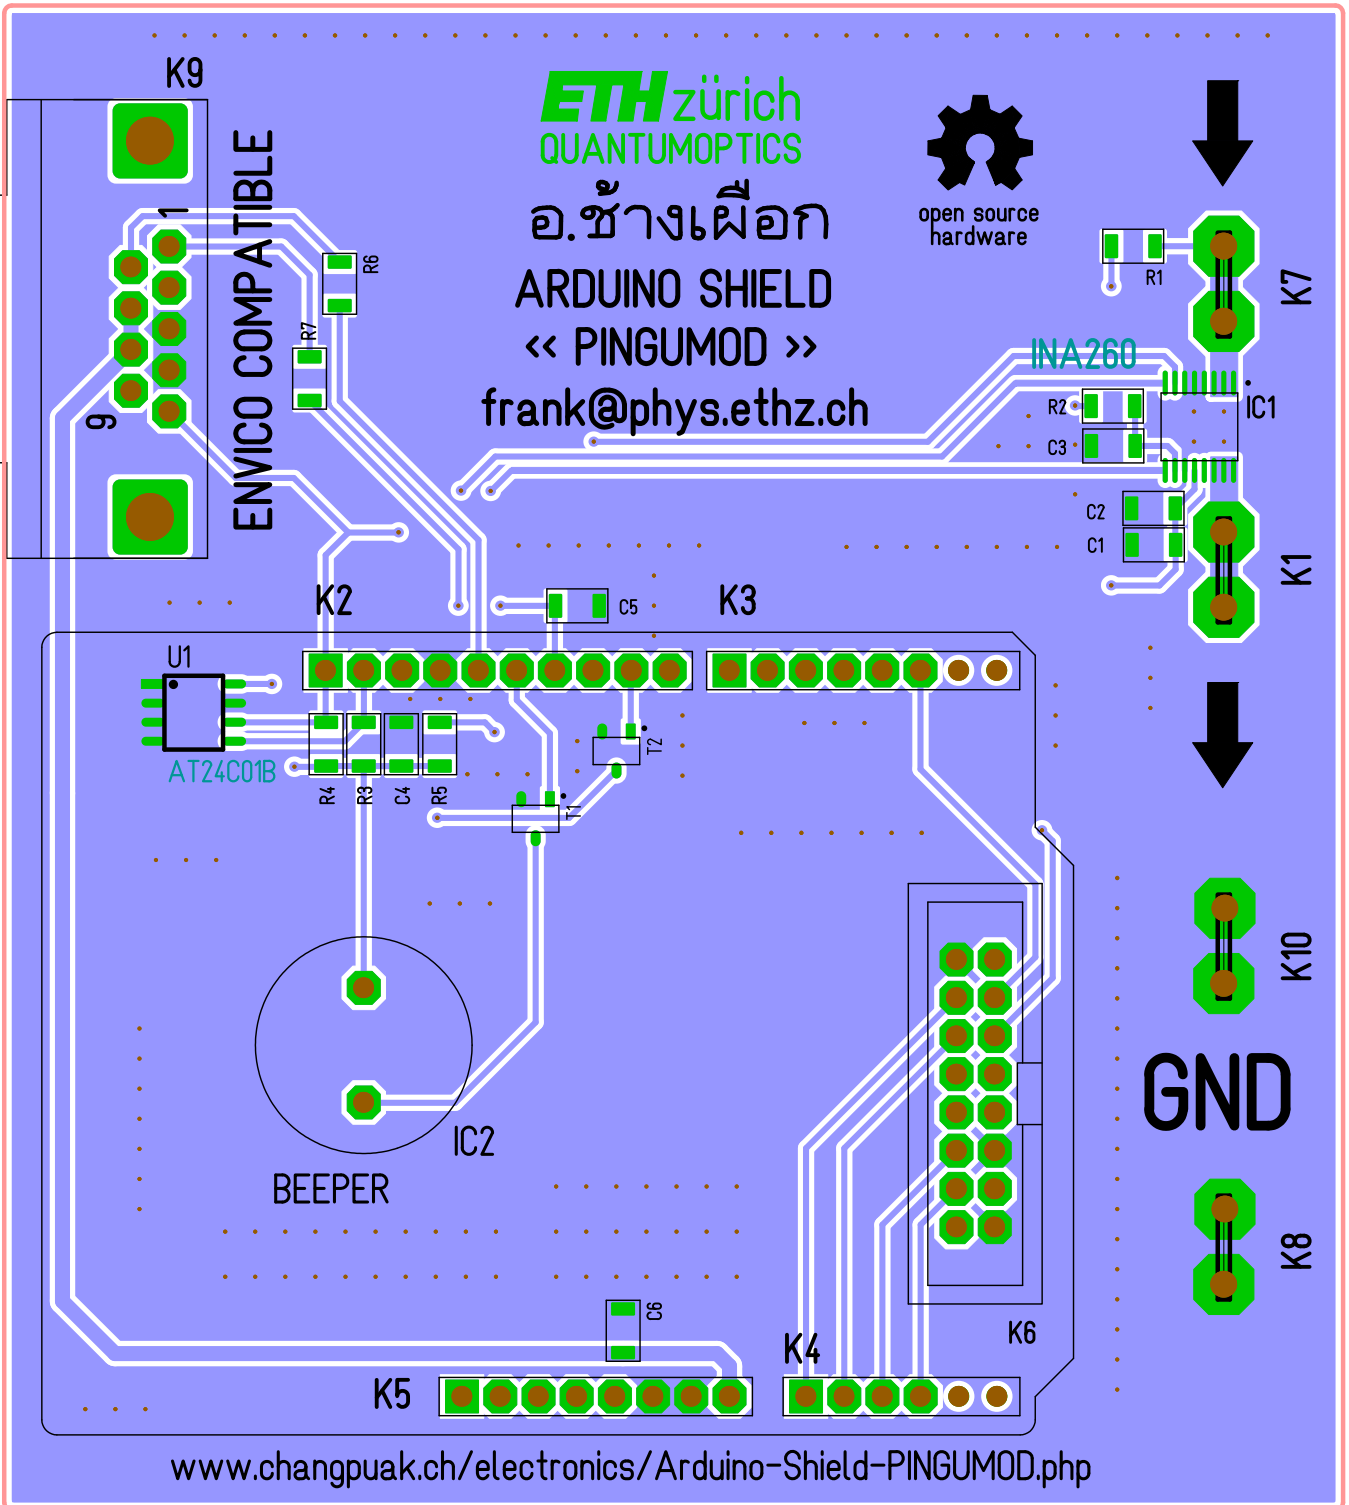 K9
ETH zürich
QUANTUMOPTICS
อ.ช้างเผือก
ARDUINO SHIELD
<< PINGUMOD >>
frank@phys.ethz.ch
open source
hardware
1
9
ENVICO COMPATIBLE
R6
R7
R1
K7
INA260
R2
IC1
C3
C2
C1
K1
K2
C5
K3
U1
AT24C01B
R4
R3
C4
R5
T2
T1
K10
GND
IC2
BEEPER
K8
C6
K6
K4
K5
www.changpuak.ch/electronics/Arduino-Shield-PINGUMOD.php